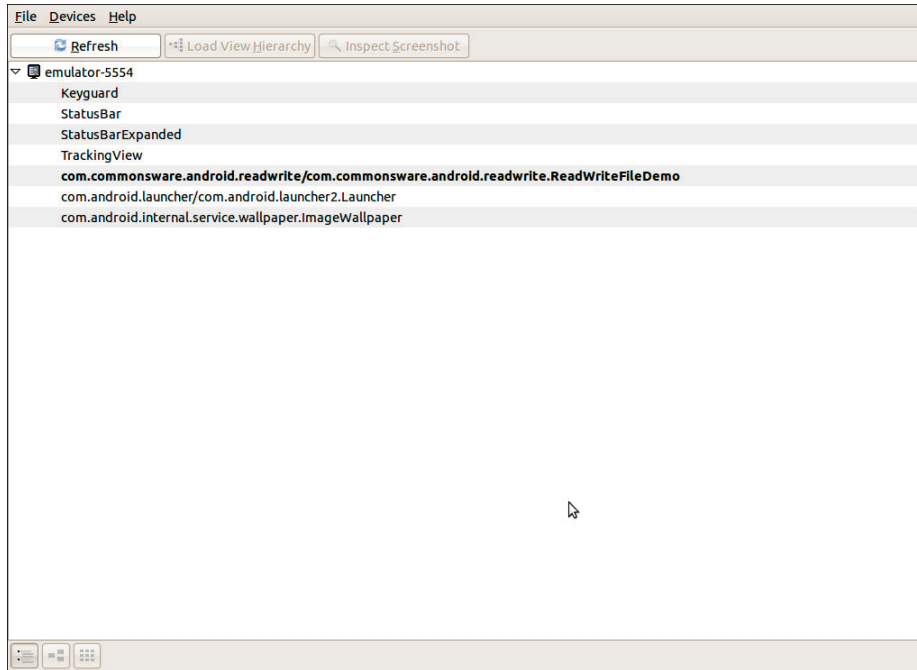 File Devices Help
Refresh Load View Hierarchy Inspect Screenshot
emulator-5554
Keyguard
StatusBar
StatusBarExpanded
TrackingView
com.commonsware.android.readwrite/com.commonsware.android.readwrite.ReadWriteFileDemo
com.android.launcher/com.android.launcher2.Launcher
com.android.internal.service.wallpaper.ImageWallpaper